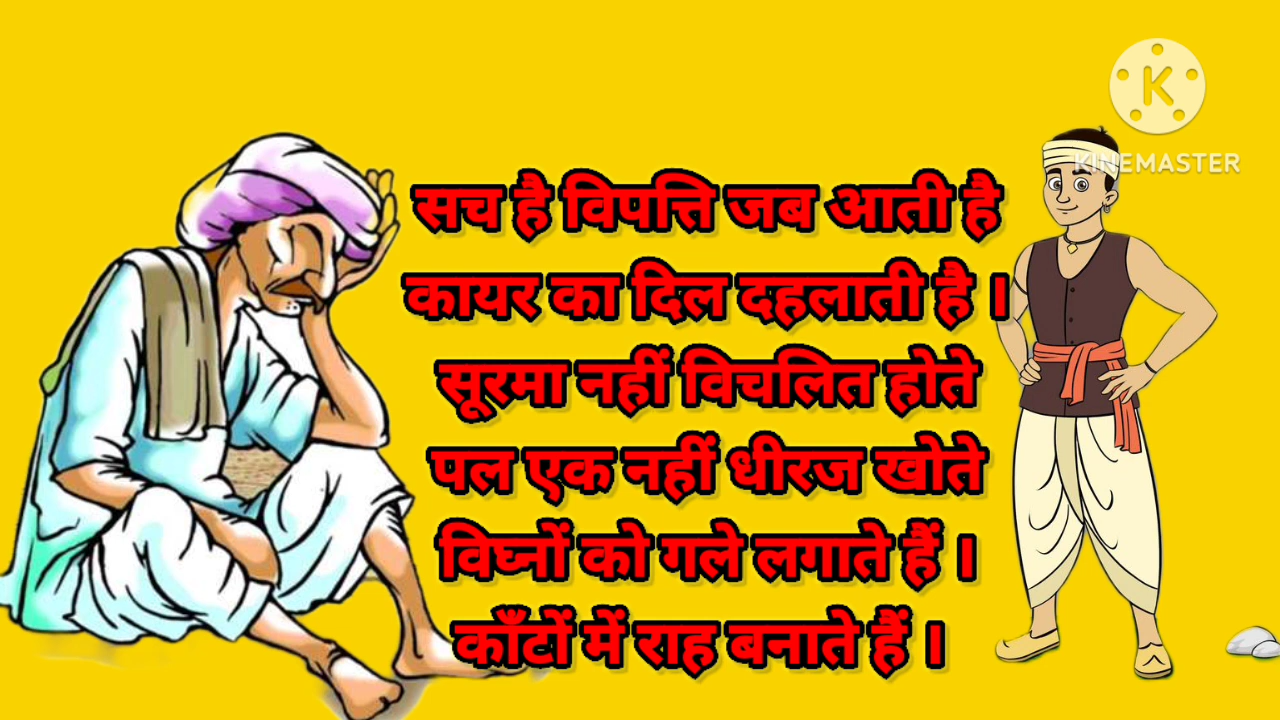 K
KINEMASTER
सच है विपत्ति जब आती है
कायर का दिल दहलाती है ।
सूरमा नहीं विचलित होते
पल एक नहीं धीरज खोते
विघ्नों को गले लगाते हैं ।
काँटों में राह बनाते हैं ।